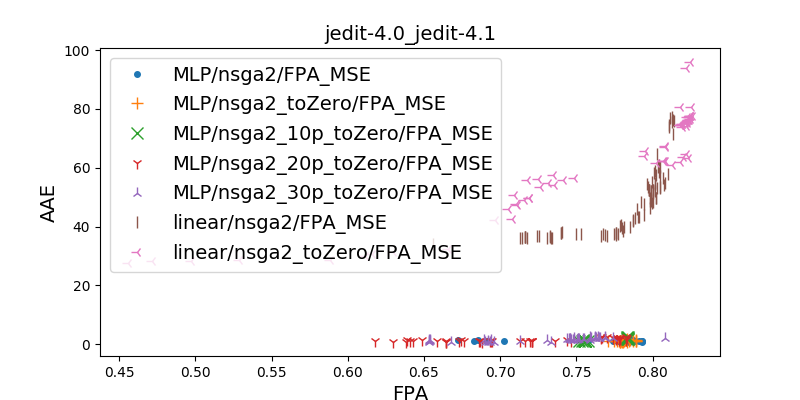 jedit-4.0_jedit-4.1
100
80
60
40
20
0
AAE
MLP/nsga2/FPA_MSE
MLP/nsga2_toZero/FPA_MSE
MLP/nsga2_10p_toZero/FPA_MSE
MLP/nsga2_20p_toZero/FPA_MSE
MLP/nsga2_30p_toZero/FPA_MSE
linear/nsga2/FPA_MSE
linear/nsga2_toZero/FPA_MSE
0.45 0.50 0.55 0.60 0.65 0.70 0.75 0.80
FPA